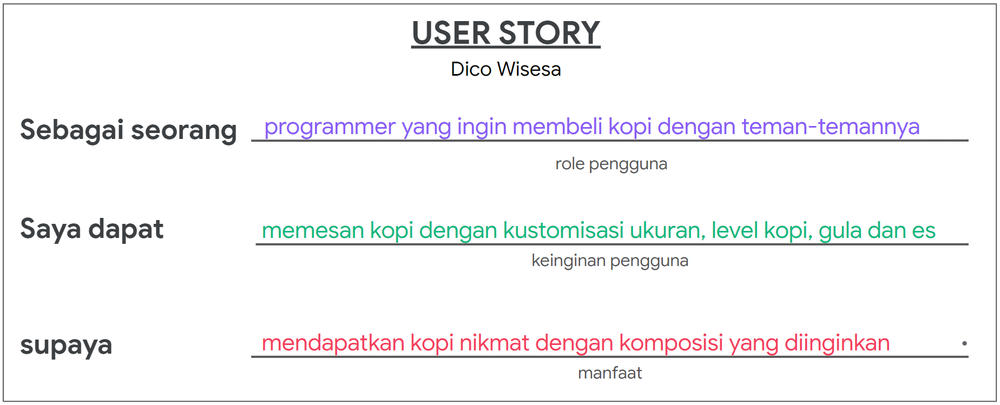 USER STORY
Dico Wisesa
Sebagai seorang programmer yang ingin membeli kopi dengan teman-temannya
role pengguna
Saya dapat memesan kopi dengan kustomisasi ukuran, level kopi, gula dan es
keinginan pengguna
supaya mendapatkan kopi nikmat dengan komposisi yang diinginkan .
manfaat